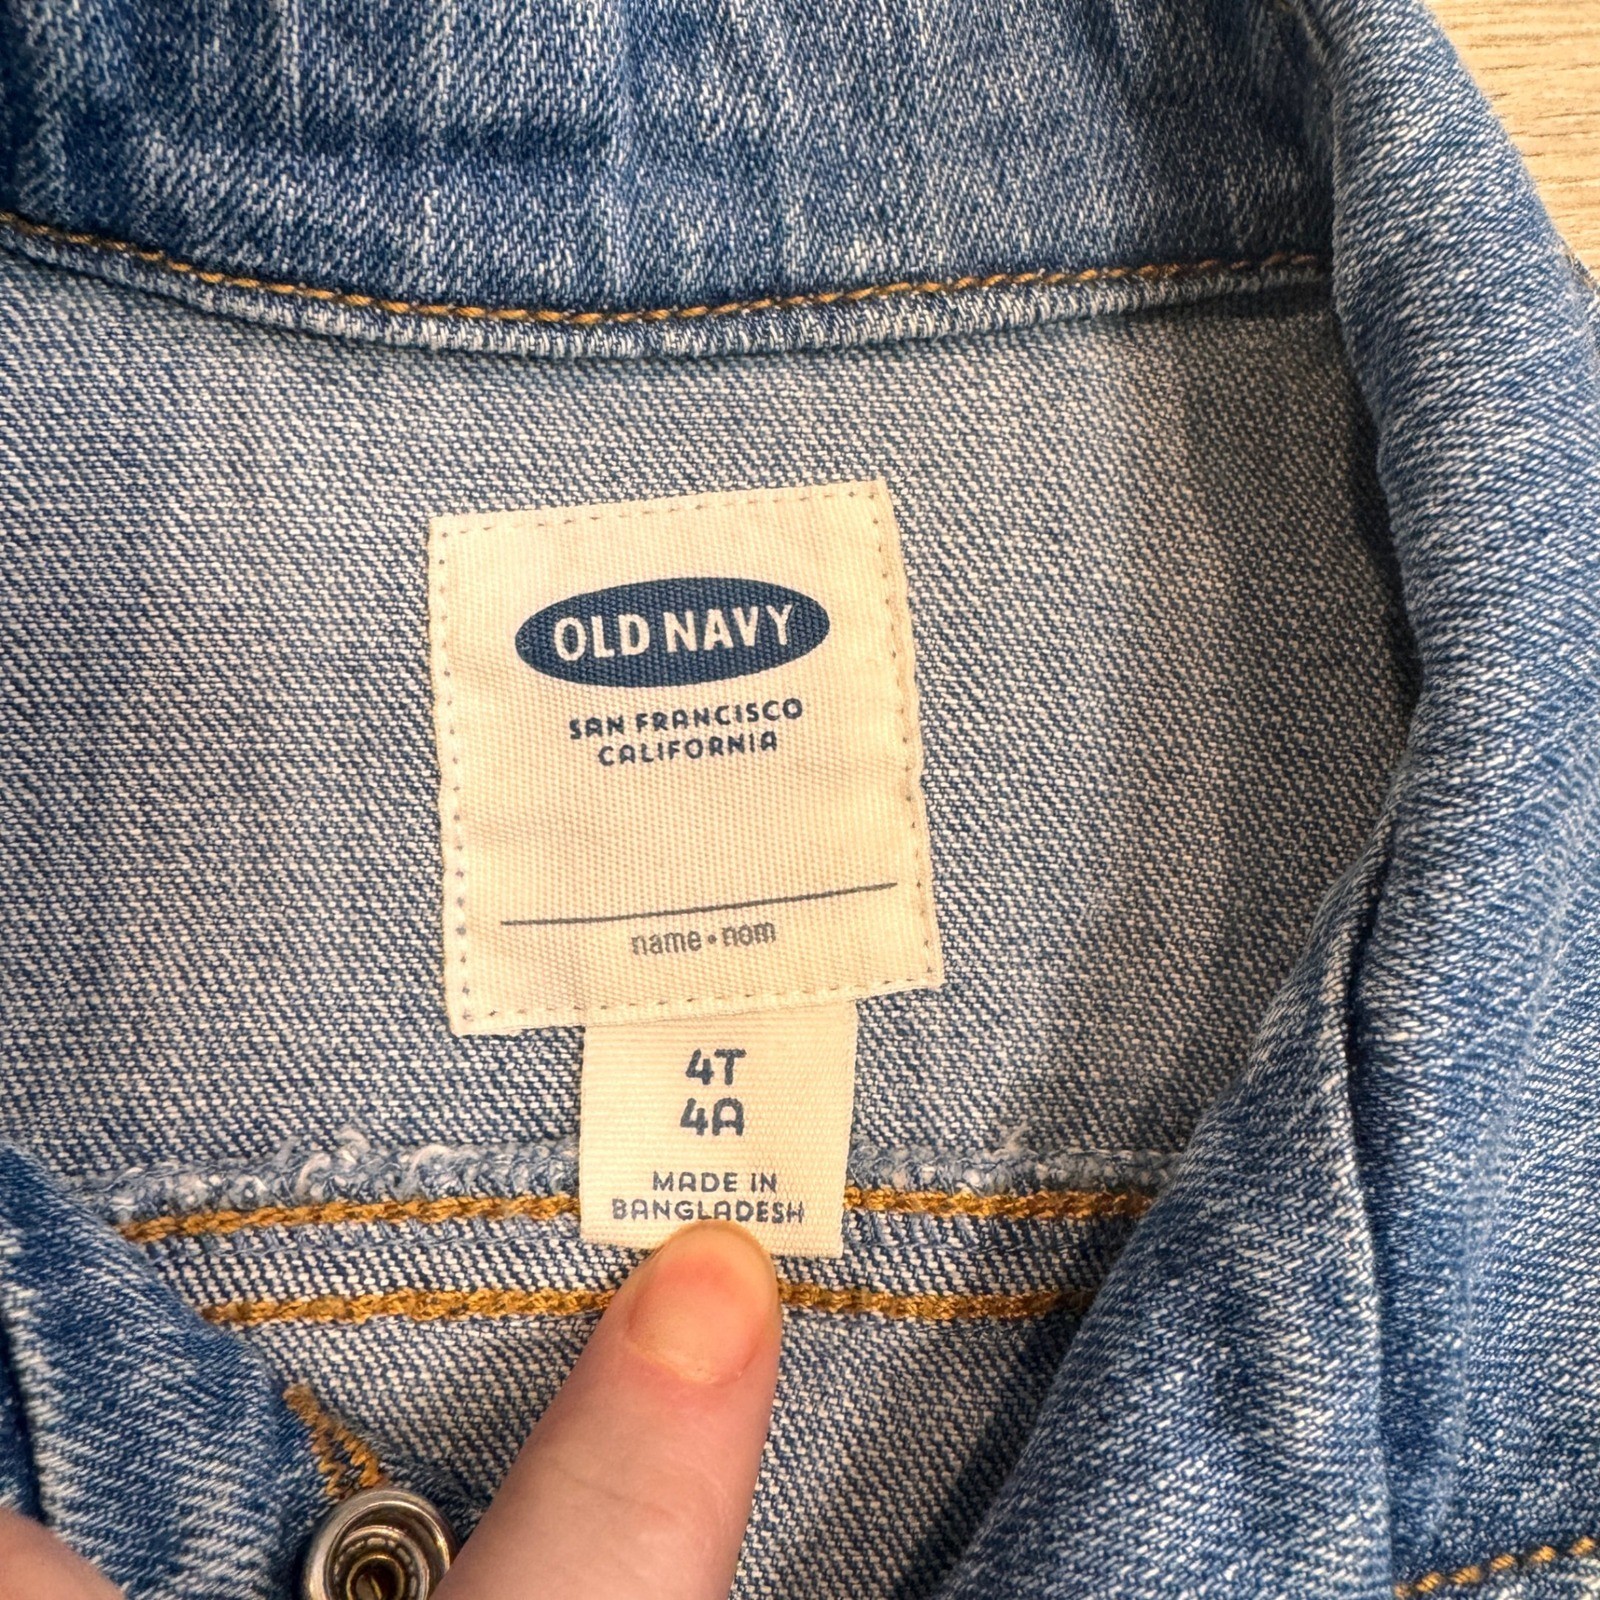 OLD NAVY
SAN FRANCISCO
CALIFORNIA
name • nom
4T
4A
MADE IN
BANGLADESH